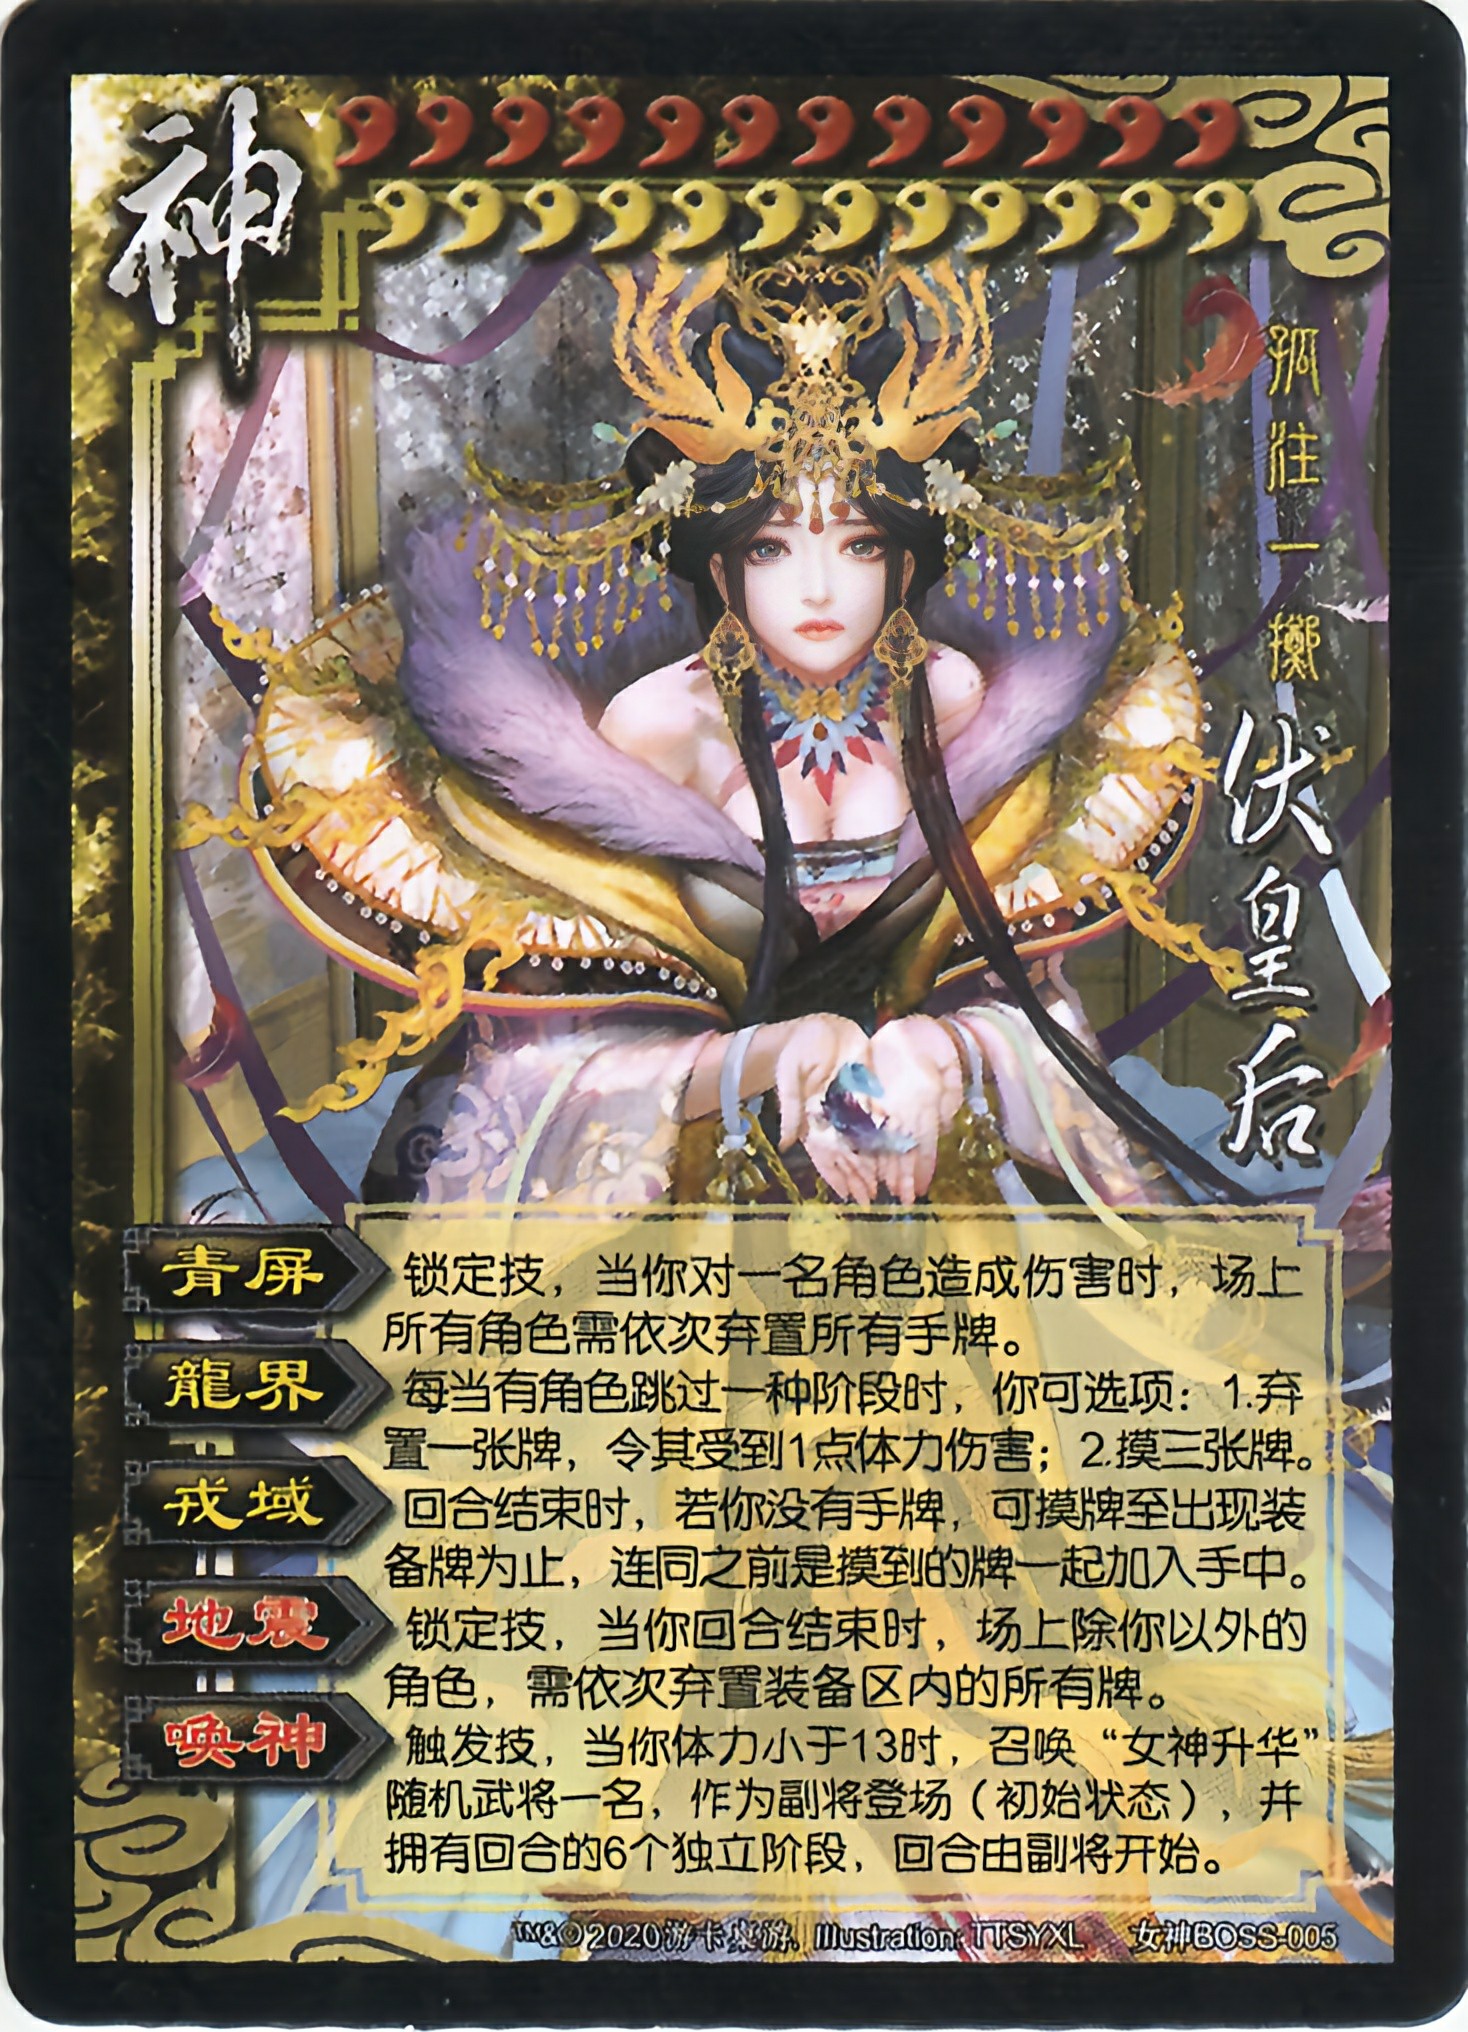 神
孤注一掷
伏皇后
青屏
锁定技，当你对一名角色造成伤害时，场上
所有角色需依次弃置所有手牌。
龍界
每当有角色跳过一种阶段时，你可选项：1.弃
置一张牌，令其受到1点体力伤害；2.摸三张牌。
戎域
回合结束时，若你没有手牌，可摸牌至出现装
备牌为止，连同之前是摸到的牌一起加入手中。
地震
锁定技，当你回合结束时，场上除你以外的
角色，需依次弃置装备区内的所有牌。
唤神
触发技，当你体力小于13时，召唤“女神升华”
随机武将一名，作为副将登场（初始状态），并
拥有回合的6个独立阶段，回合由副将开始。
™&©2020游卡桌游. Illustration: TTSYXL 女神BOSS-005